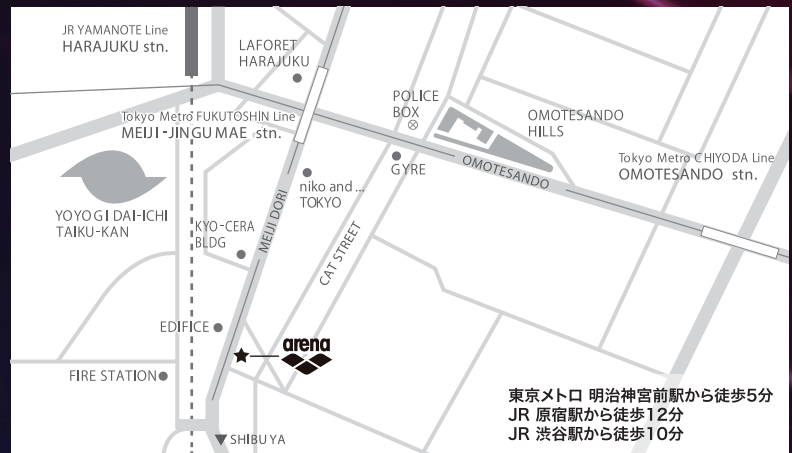 JR YAMANOTE Line
HARAJUKU stn.
LAFORET
HARAJUKU
POLICE
BOX
OMOTESANDO
HILLS
Tokyo Metro FUKUTOSHIN Line
MEIJI-JINGUMAE stn.
Tokyo Metro CHIYODA Line
OMOTESANDO stn.
GYRE
OMOTESANDO
niko and ...
TOKYO
YOYOGI DAI-ICHI
TAIKU-KAN
KYO-CERA
BLDG
MEIJI DORI
CAT STREET
EDIFICE
arena
FIRE STATION
SHIBUYA
東京メトロ 明治神宮前駅から徒歩5分
JR 原宿駅から徒歩12分
JR 渋谷駅から徒歩10分